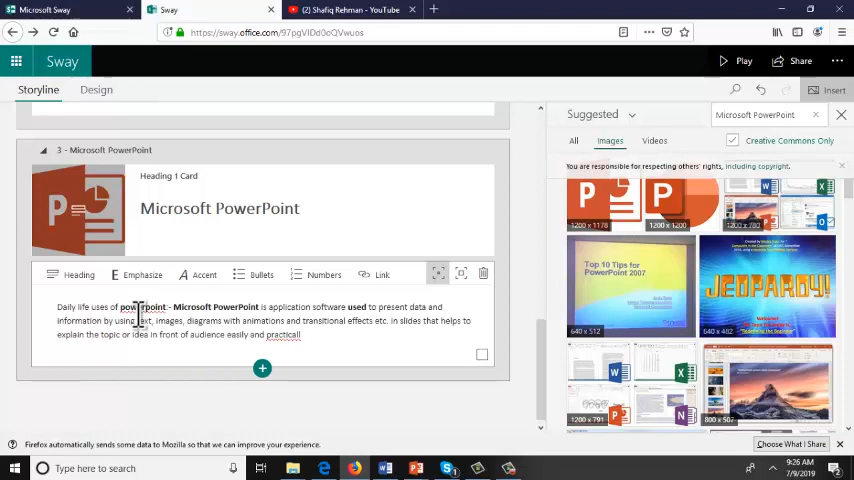 Microsoft Sway
Sway
(2) Shafiq Rehman - YouTube
https://sway.office.com/97pgVIDd0oQVwuos
Sway
Play
Share
Storyline
Design
Insert
Suggested
Microsoft PowerPoint
All
Images
Videos
Creative Commons Only
You are responsible for respecting others' rights, including copyright.
3 - Microsoft PowerPoint
Heading 1 Card
Microsoft PowerPoint
Heading
Emphasize
Accent
Bullets
Numbers
Link
Daily life uses of powerpoint:- Microsoft PowerPoint is application software used to present data and
information by using text, images, diagrams with animations and transitional effects etc. In slides that helps to
explain the topic or idea in front of audience easily and practicall
1200 x 1178
1200 x 1200
1200 x 780
Top 10 Tips for
PowerPoint 2007
640 x 512
JEOPARDY!
640 x 482
1200 x 791
800 x 507
Firefox automatically sends some data to Mozilla so that we can improve your experience.
Choose What I Share
Type here to search
9:26 AM
7/9/2019